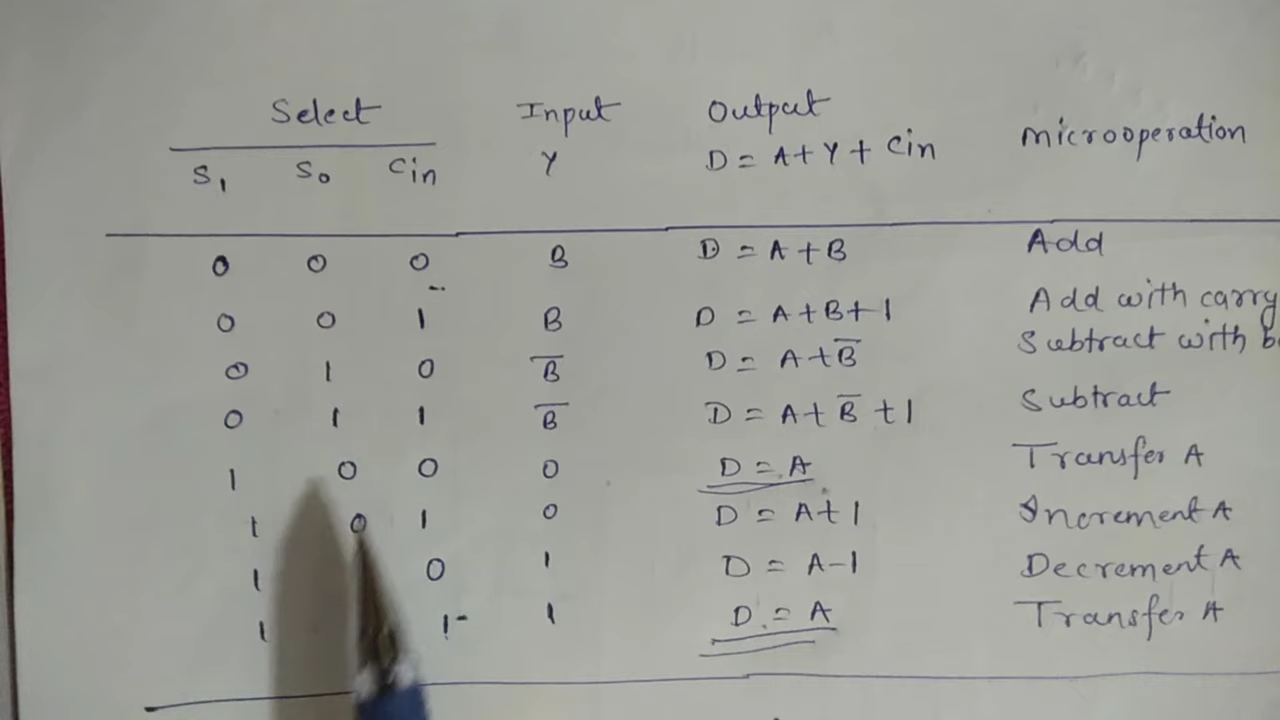 Select Input Output microoperation
S₁ S₀ Cin Y D = A + Y + Cin
0 0 0 B D = A + B Add
0 0 1 B D = A + B + 1 Add with carry
0 1 0 B̅ D = A + B̅ Subtract with
0 1 1 B̅ D = A + B̅ + 1 Subtract
1 0 0 0 D = A Transfer A
1 0 1 0 D = A + 1 Increment A
1 0 1 D = A - 1 Decrement A
1 1 1 D = A Transfer A